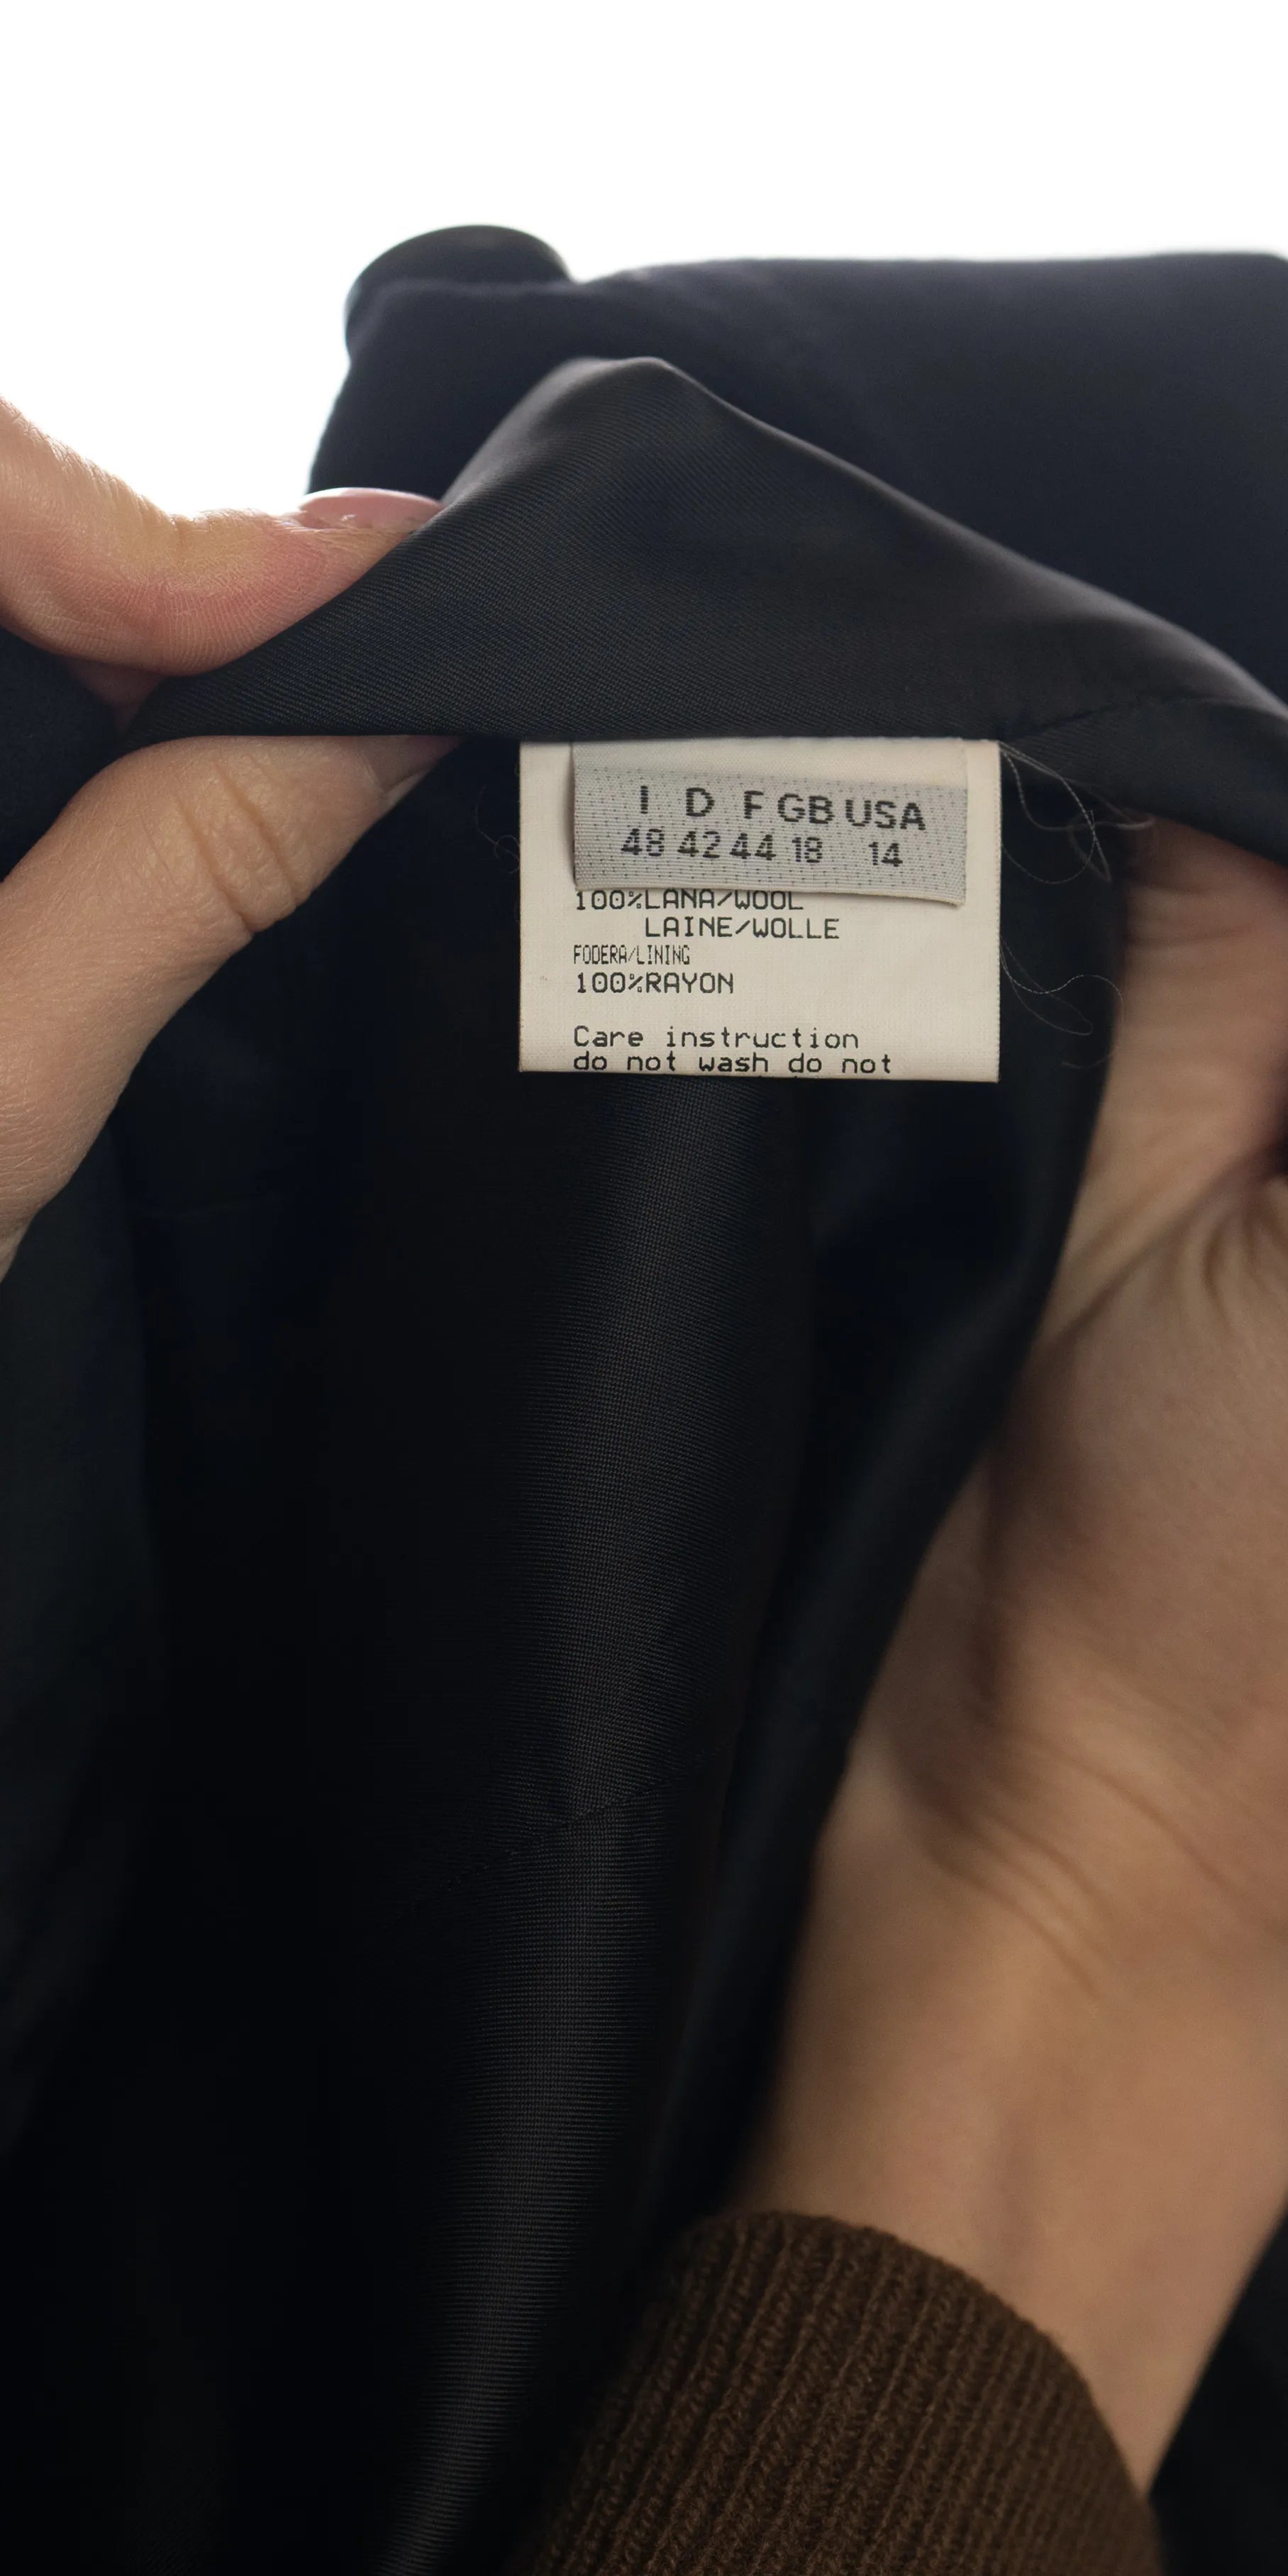 I D F GB USA
48 42 44 18 14
100%LANA/WOOL
LAINE/WOLLE
FODERA/LINING
100%RAYON
Care instruction
do not wash do not